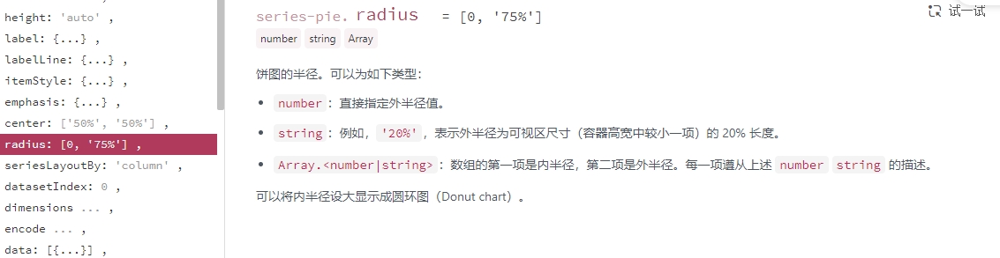 height: 'auto' ,
label: {...} ,
labelLine: {...} ,
itemStyle: {...} ,
emphasis: {...} ,
center: ['50%', '50%'] ,
radius: [0, '75%'] ,
seriesLayoutBy: 'column' ,
datasetIndex: 0 ,
dimensions ... ,
encode ... ,
data: [{...}] ,
series-pie. radius = [0, '75%']
试一试
number string Array
饼图的半径。可以为如下类型：
• number：直接指定外半径值。
• string：例如，'20%'，表示外半径为可视区尺寸（容器高宽中较小一项）的 20% 长度。
• Array.<number|string>：数组的第一项是内半径，第二项是外半径。每一项遵从上述 number string 的描述。
可以将内半径设大显示成圆环图（Donut chart）。